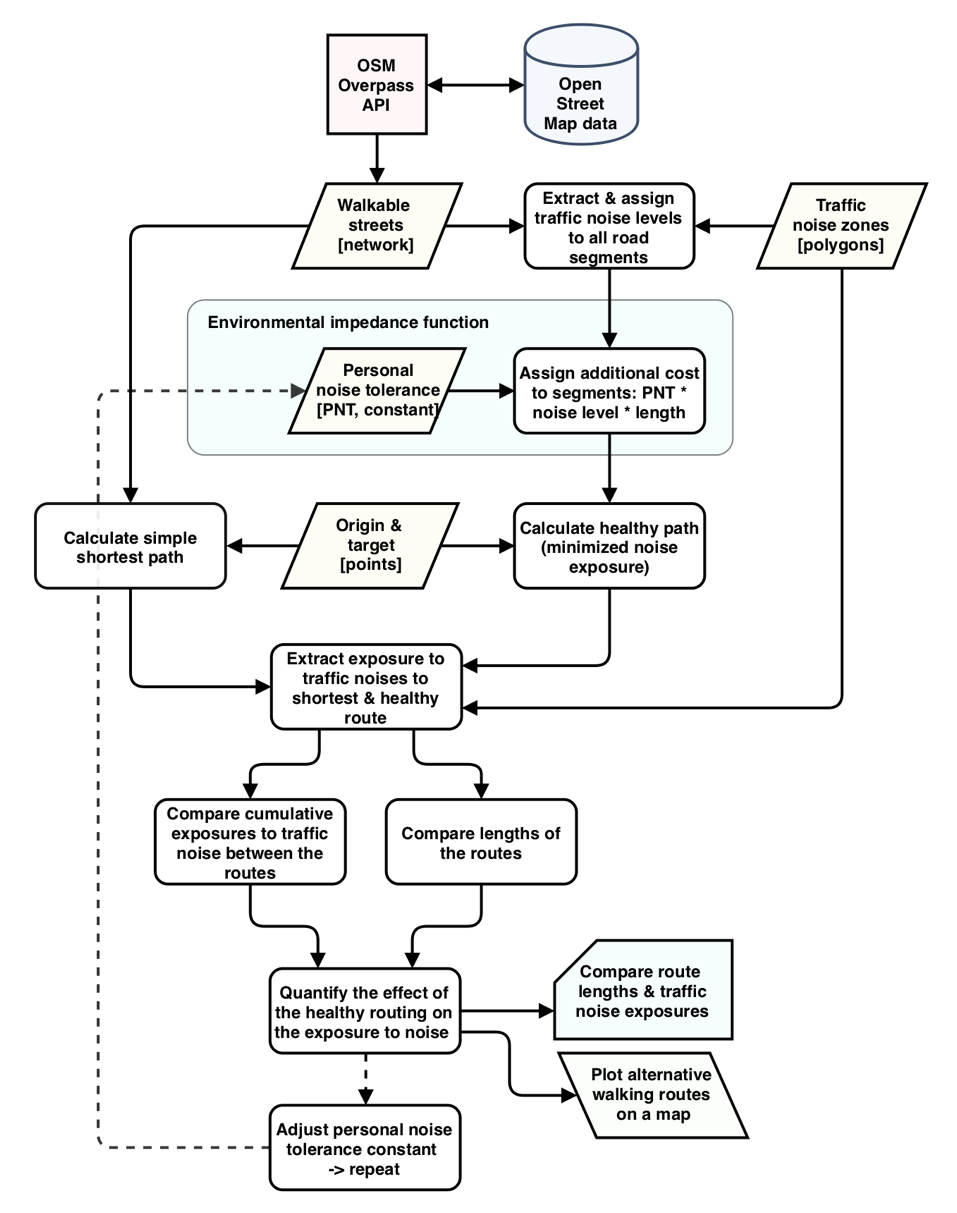 OSM
Overpass
API
Open
Street
Map data
Walkable
streets
[network]
Extract & assign
traffic noise levels
to all road
segments
Traffic
noise zones
[polygons]
Environmental impedance function
Personal
noise tolerance
[PNT, constant]
Assign additional cost
to segments: PNT *
noise level * length
Calculate simple
shortest path
Origin &
target
[points]
Calculate healthy path
(minimized noise
exposure)
Extract exposure to
traffic noises to
shortest & healthy
route
Compare cumulative
exposures to traffic
noise between the
routes
Compare lengths of
the routes
Quantify the effect of
the healthy routing on
the exposure to noise
Compare route
lengths & traffic
noise exposures
Plot alternative
walking routes
on a map
Adjust personal noise
tolerance constant
-> repeat